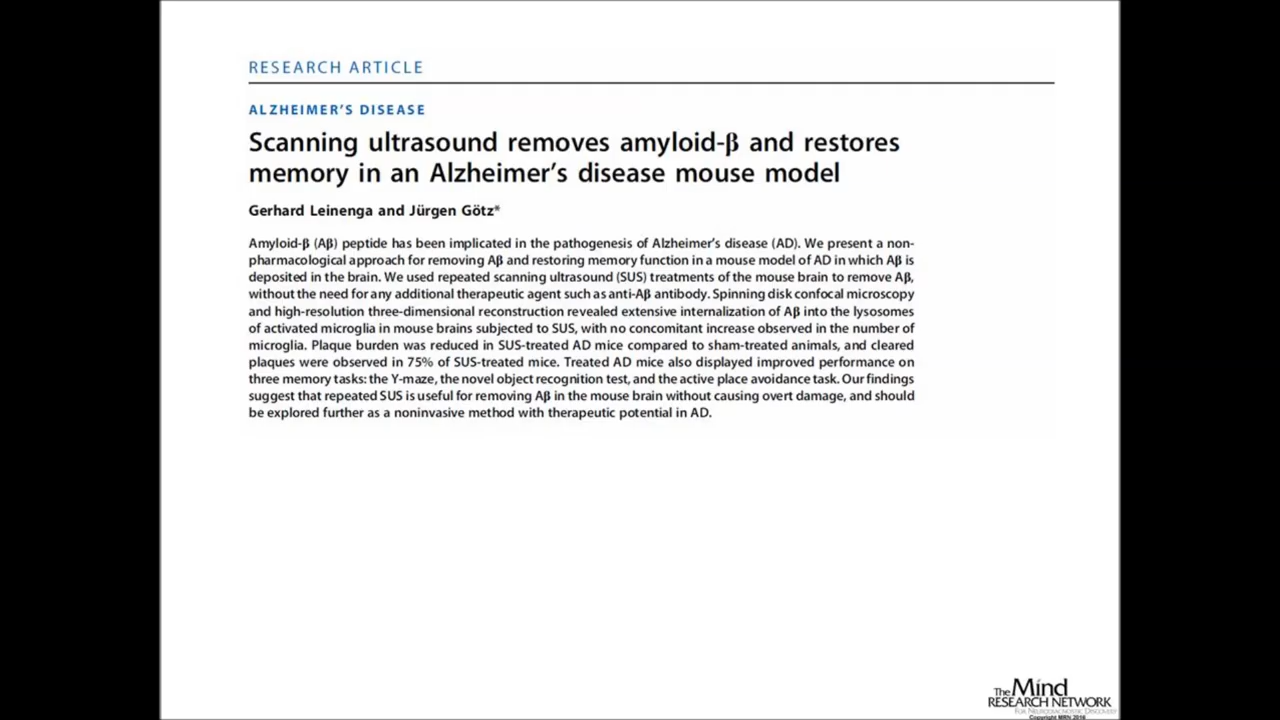 RESEARCH ARTICLE
ALZHEIMER'S DISEASE
Scanning ultrasound removes amyloid-β and restores
memory in an Alzheimer's disease mouse model
Gerhard Leinenga and Jürgen Götz*
Amyloid-β (Aβ) peptide has been implicated in the pathogenesis of Alzheimer's disease (AD). We present a non-
pharmacological approach for removing Aβ and restoring memory function in a mouse model of AD in which Aβ is
deposited in the brain. We used repeated scanning ultrasound (SUS) treatments of the mouse brain to remove Aβ,
without the need for any additional therapeutic agent such as anti-Aβ antibody. Spinning disk confocal microscopy
and high-resolution three-dimensional reconstruction revealed extensive internalization of Aβ into the lysosomes
of activated microglia in mouse brains subjected to SUS, with no concomitant increase observed in the number of
microglia. Plaque burden was reduced in SUS-treated AD mice compared to sham-treated animals, and cleared
plaques were observed in 75% of SUS-treated mice. Treated AD mice also displayed improved performance on
three memory tasks: the Y-maze, the novel object recognition test, and the active place avoidance task. Our findings
suggest that repeated SUS is useful for removing Aβ in the mouse brain without causing overt damage, and should
be explored further as a noninvasive method with therapeutic potential in AD.
The Mind
RESEARCH NETWORK
FOR NEURODIAGNOSTIC DISCOVERY
Copyright MRN 2016